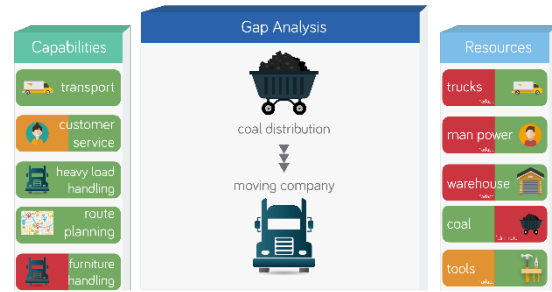 Gap Analysis
Capabilities
transport
customer
service
heavy load
handling
route
planning
furniture
handling
coal distribution
moving company
Resources
trucks
man power
warehouse
coal
tools